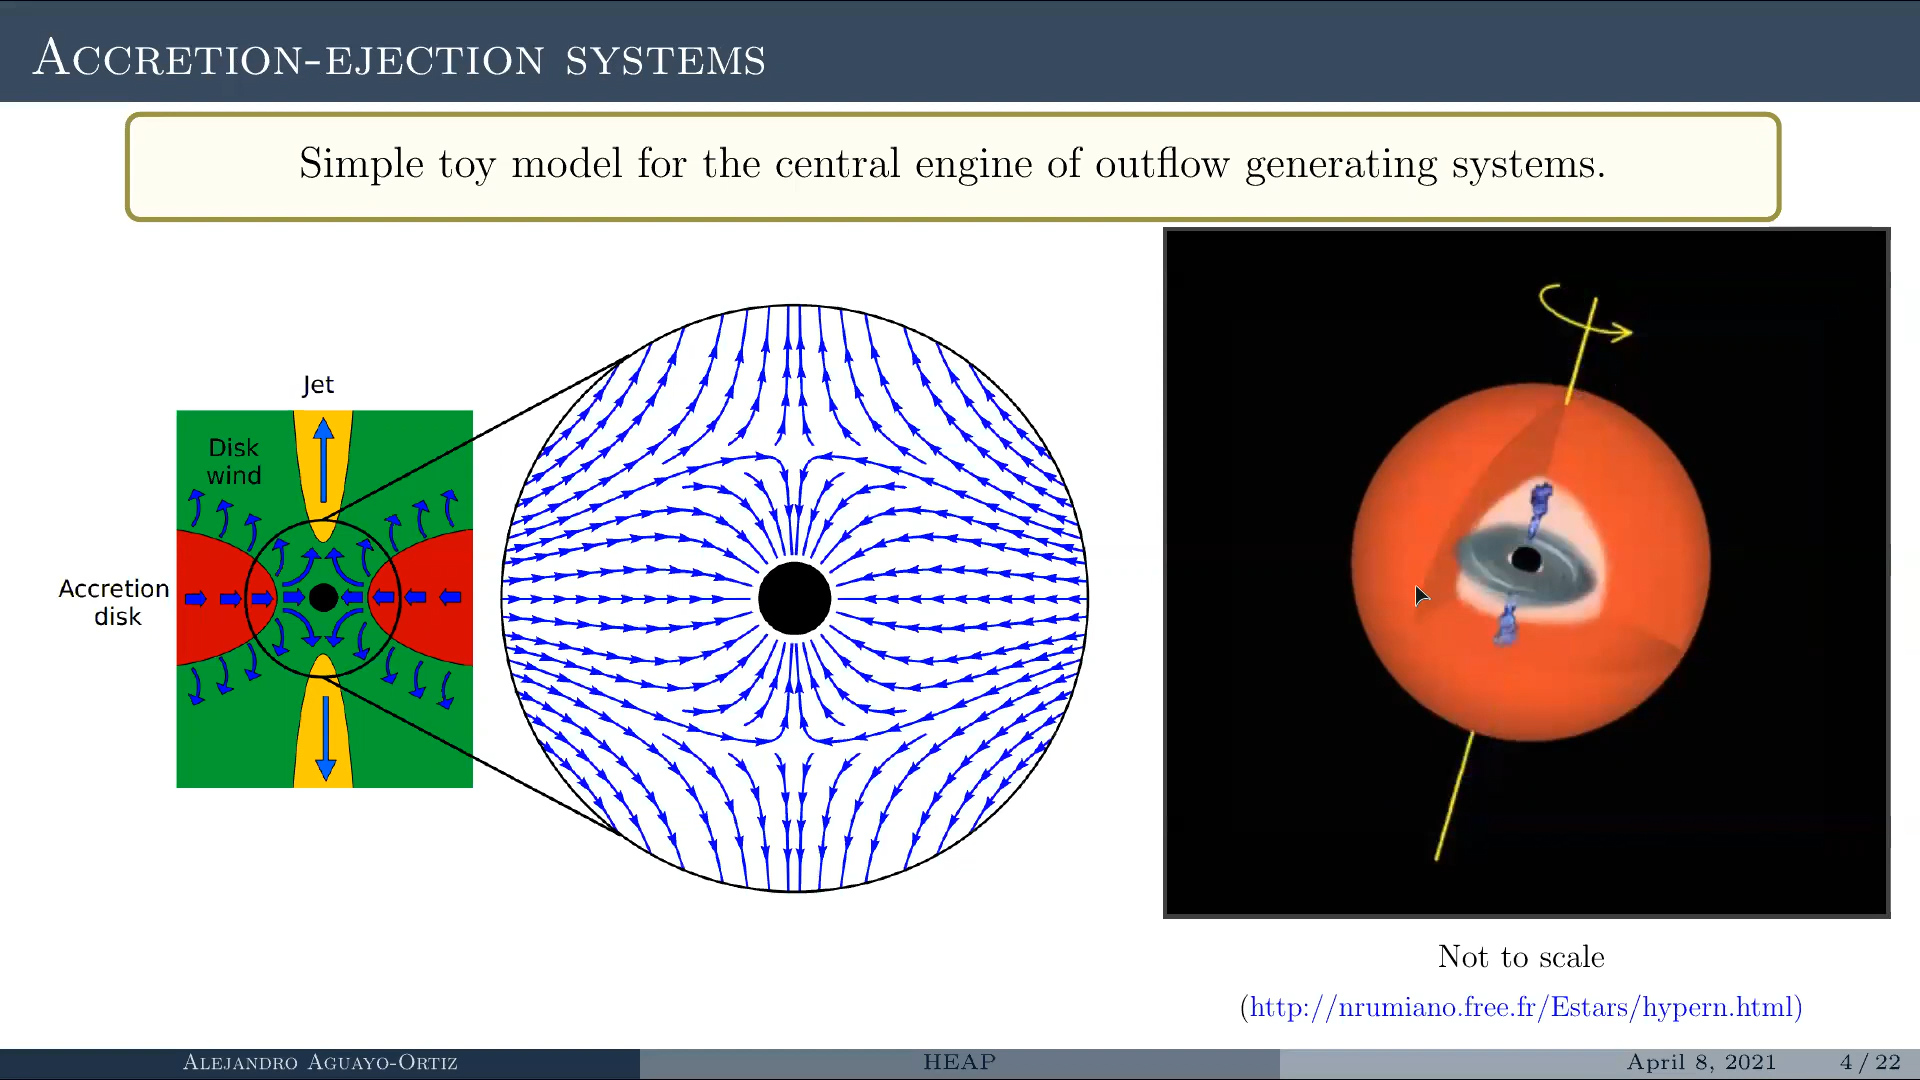 Accretion-ejection systems
Simple toy model for the central engine of outflow generating systems.
Jet
Disk
wind
Accretion
disk
Not to scale
(http://nrumiano.free.fr/Estars/hypern.html)
Alejandro Aguayo-Ortiz
HEAP
April 8, 2021
4 / 22